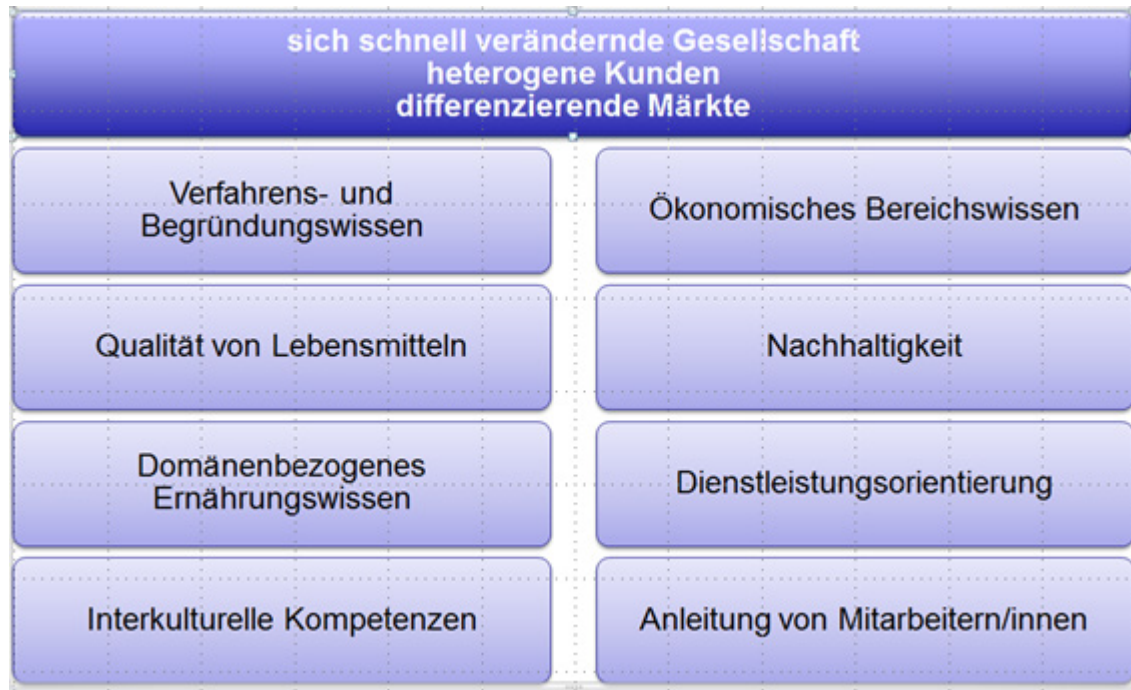 sich schnell verändernde Gesellschaft
heterogene Kunden
differenzierende Märkte
Verfahrens- und
Begründungswissen
Ökonomisches Bereichswissen
Qualität von Lebensmitteln
Nachhaltigkeit
Domänenbezogenes
Ernährungswissen
Dienstleistungsorientierung
Interkulturelle Kompetenzen
Anleitung von Mitarbeitern/innen